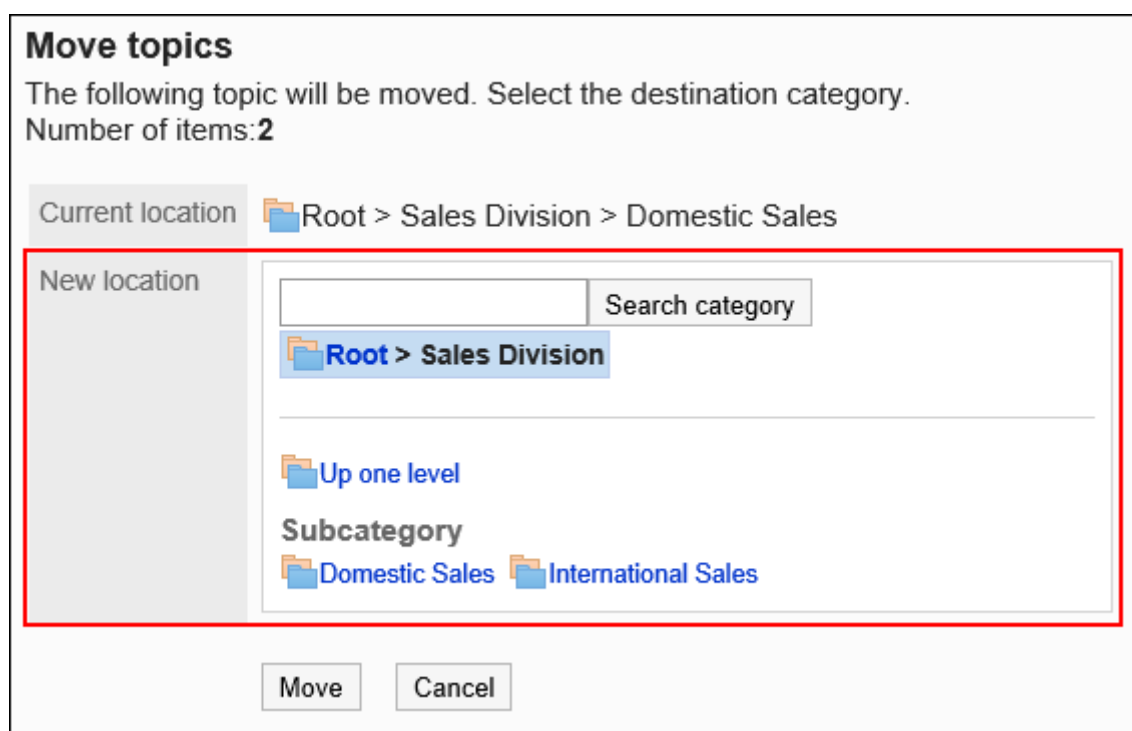 Move topics
The following topic will be moved. Select the destination category.
Number of items:2
Current location Root > Sales Division > Domestic Sales
New location
Search category
Root > Sales Division
Up one level
Subcategory
Domestic Sales International Sales
Move Cancel